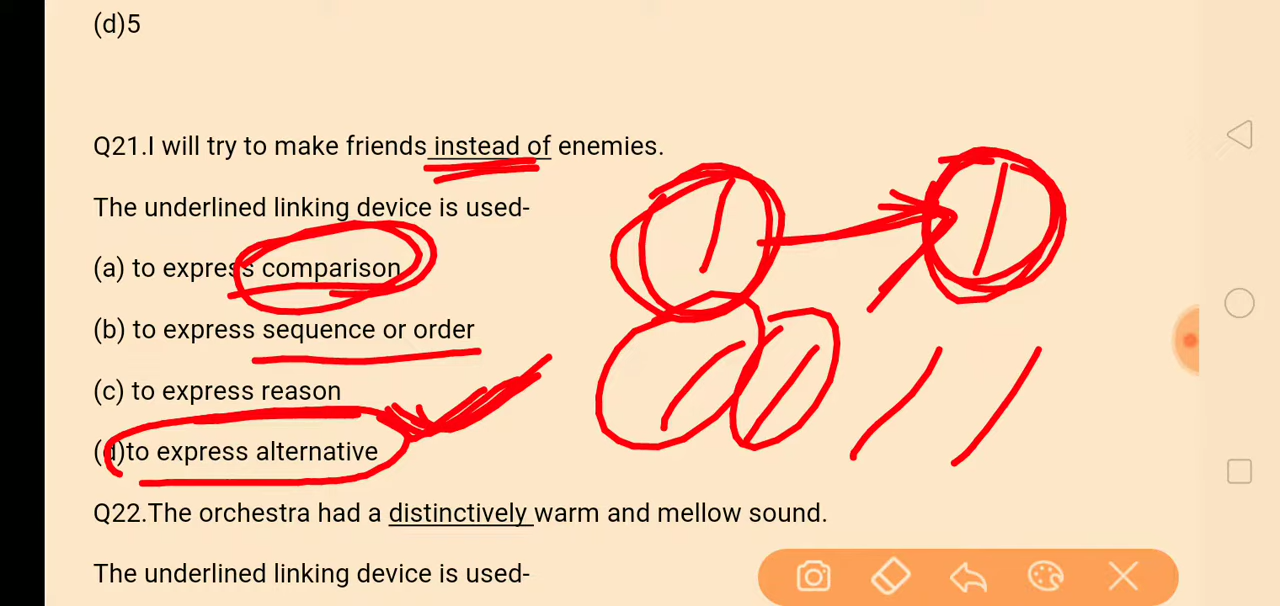 (d)5
Q21.I will try to make friends instead of enemies.
The underlined linking device is used-
(a) to express comparison
(b) to express sequence or order
(c) to express reason
(d)to express alternative
Q22.The orchestra had a distinctively warm and mellow sound.
The underlined linking device is used-